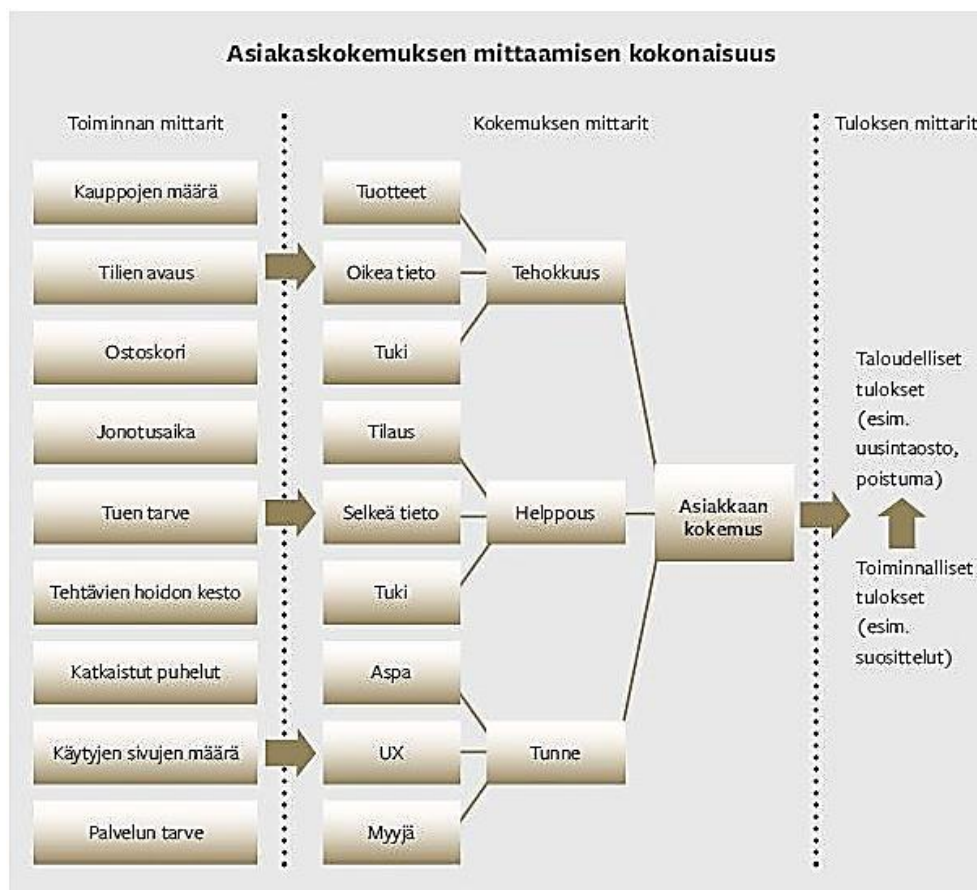 Asiakaskokemuksen mittaamisen kokonaisuus
Toiminnan mittarit
Kokemuksen mittarit
Tuloksen mittarit
Kauppojen määrä
Tilien avaus
Ostoskori
Jonotusaika
Tuen tarve
Tehtävien hoidon kesto
Katkaistut puhelut
Käytyjen sivujen määrä
Palvelun tarve
Tuotteet
Oikea tieto
Tuki
Tilaus
Selkeä tieto
Tuki
Aspa
UX
Myyjä
Tehokkuus
Helppous
Tunne
Asiakkaan
kokemus
Taloudelliset
tulokset
(esim.
uusintaosto,
poistuma)
Toiminnalliset
tulokset
(esim.
suosittelut)